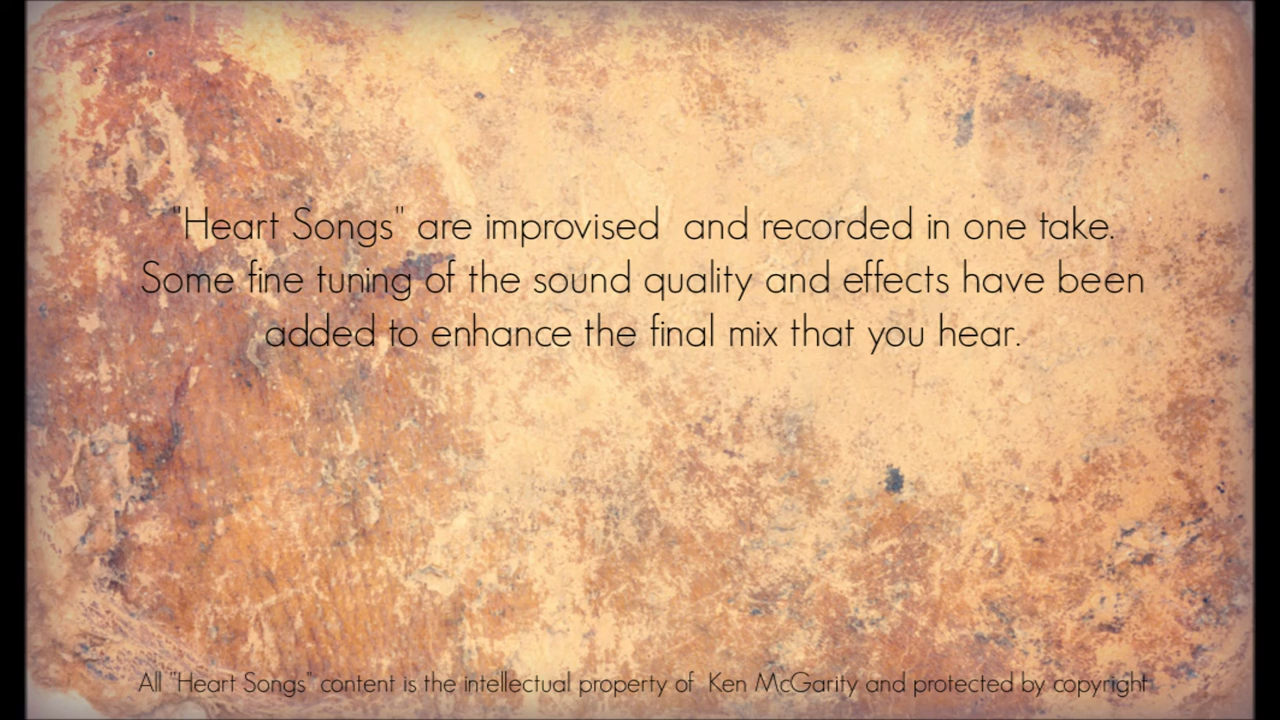 "Heart Songs" are improvised  and recorded in one take.
Some fine tuning of the sound quality and effects have been
added to enhance the final mix that you hear.
All "Heart Songs" content is the intellectual property of  Ken McGarity and protected by copyright